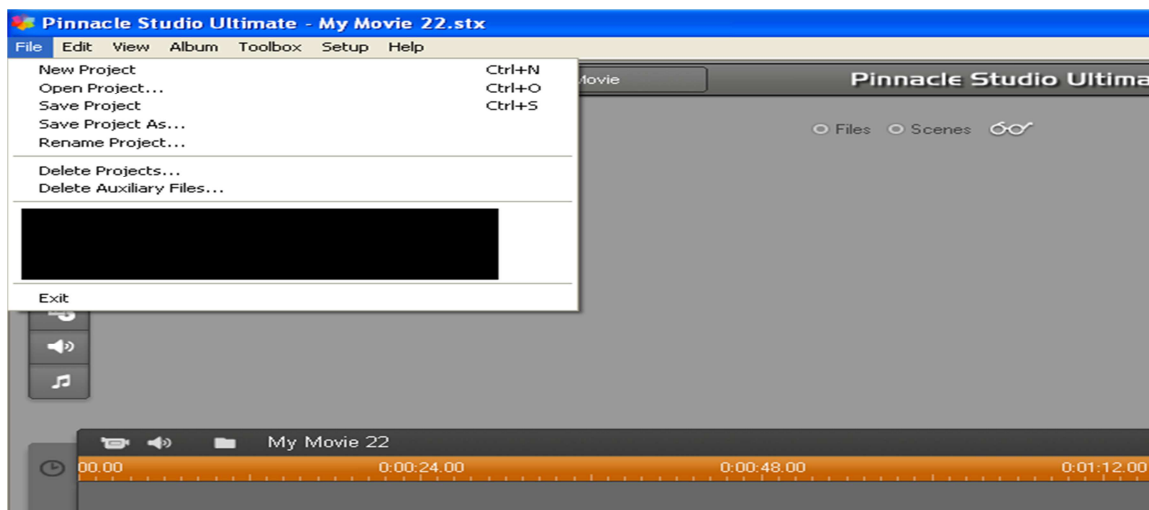 Pinnacle Studio Ultimate - My Movie 22.stx
File Edit View Album Toolbox Setup Help
New Project Ctrl+N
Open Project... Ctrl+O
Save Project Ctrl+S
Save Project As...
Rename Project...
Delete Projects...
Delete Auxiliary Files...
Exit
Movie
Pinnacle Studio Ultima
Files Scenes
My Movie 22
00.00 0:00:24.00 0:00:48.00 0:01:12.00